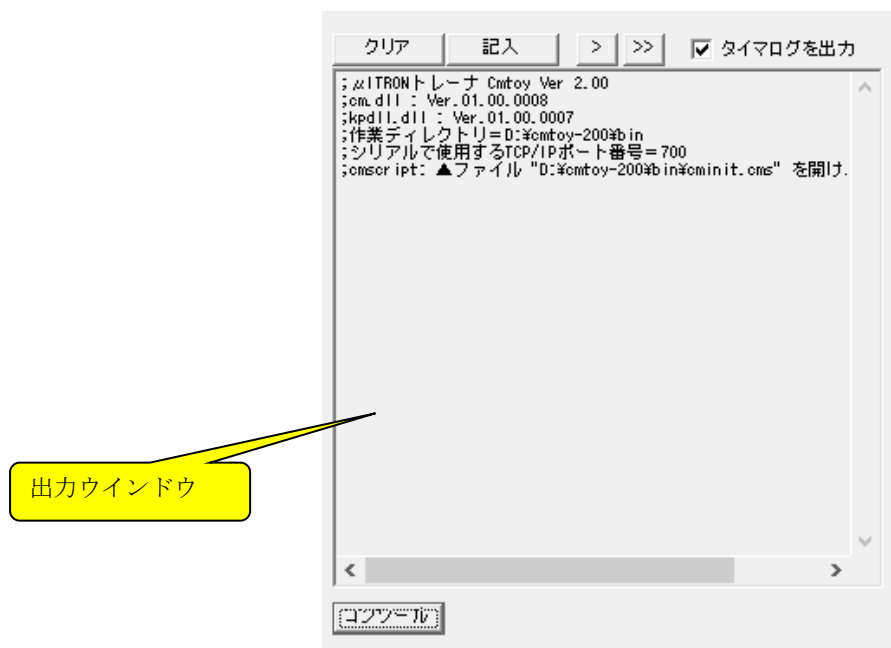 クリア 記入 > >> タイマログを出力
;μITRONトレーナ Cmtoy Ver 2.00
;cm.dll : Ver.01.00.0008
;kpdll.dll : Ver.01.00.0007
;作業ディレクトリ=D:¥cmtoy-200¥bin
;シリアルで使用するTCP/IPポート番号=700
;cmscript: ▲ファイル "D:¥cmtoy-200¥bin¥cminit.cms" を開け.
出力ウインドウ
コンソール